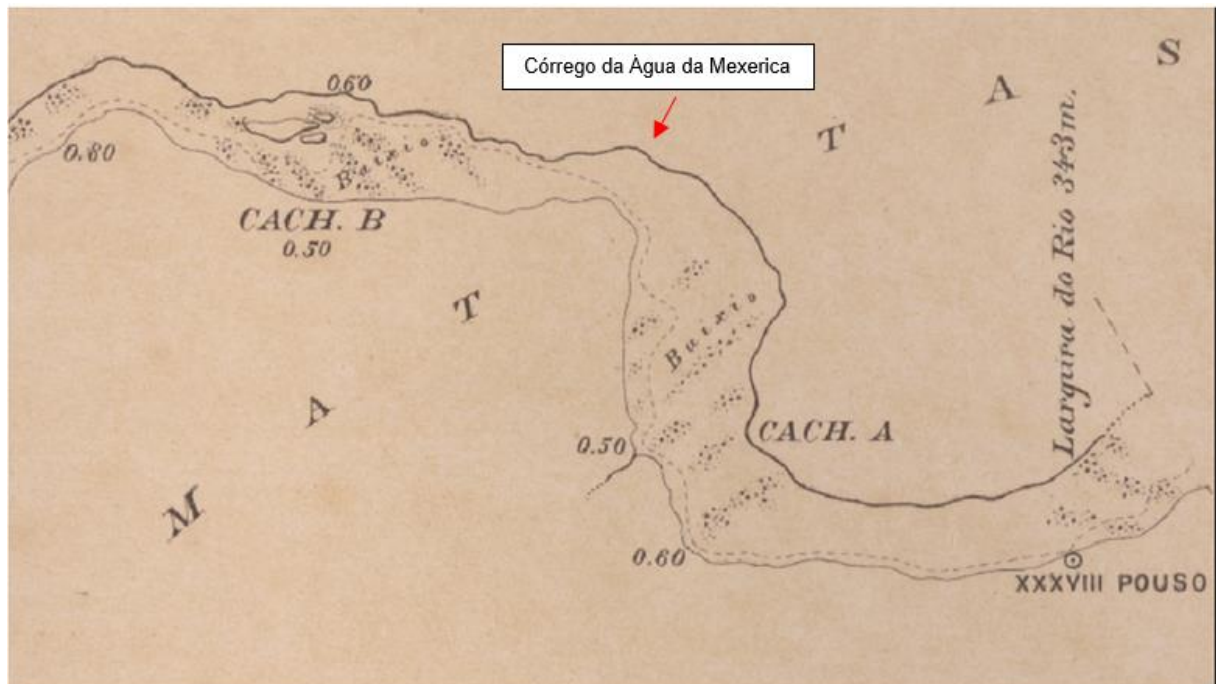 Córrego da Àgua da Mexerica
S
A
T
0.60
0.80
Baixio
CACH. B
0.50
T
Largura do Rio 343m.
Baixio
A
CACH. A
0.50
M
0.60
XXXVIII POUSO